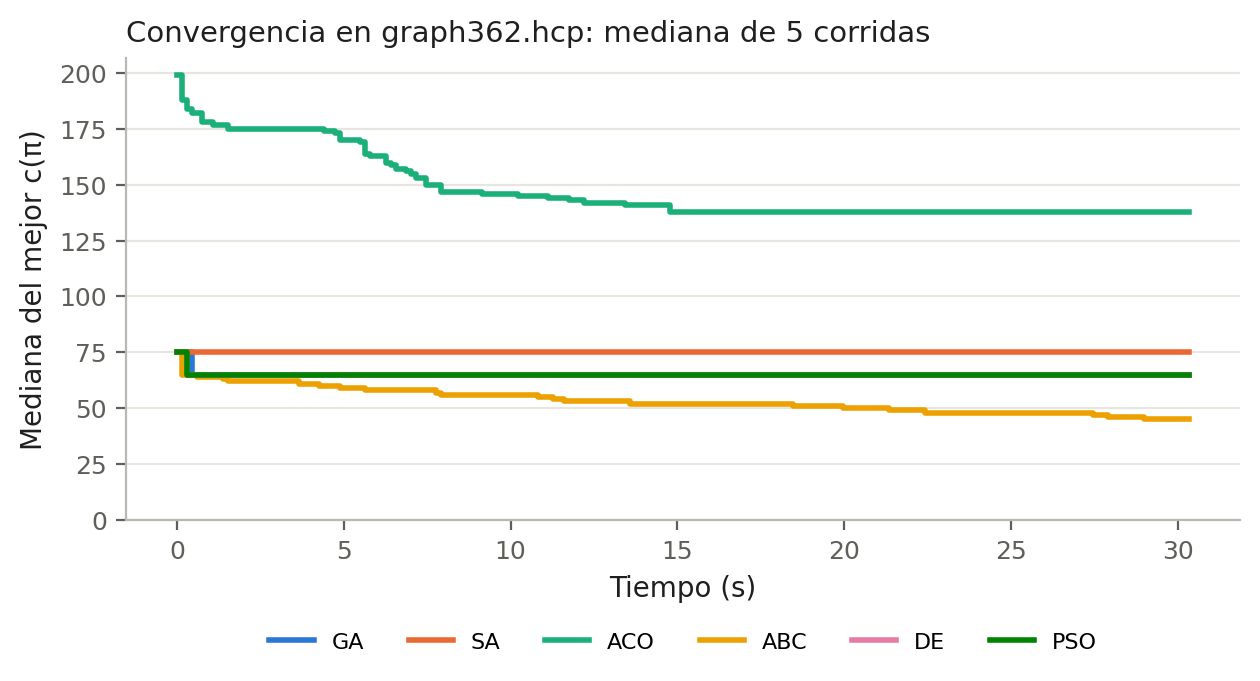 Convergencia en graph362.hcp: mediana de 5 corridas
Mediana del mejor c(π)
200
175
150
125
100
75
50
25
0
0 5 10 15 20 25 30
Tiempo (s)
GA SA ACO ABC DE PSO